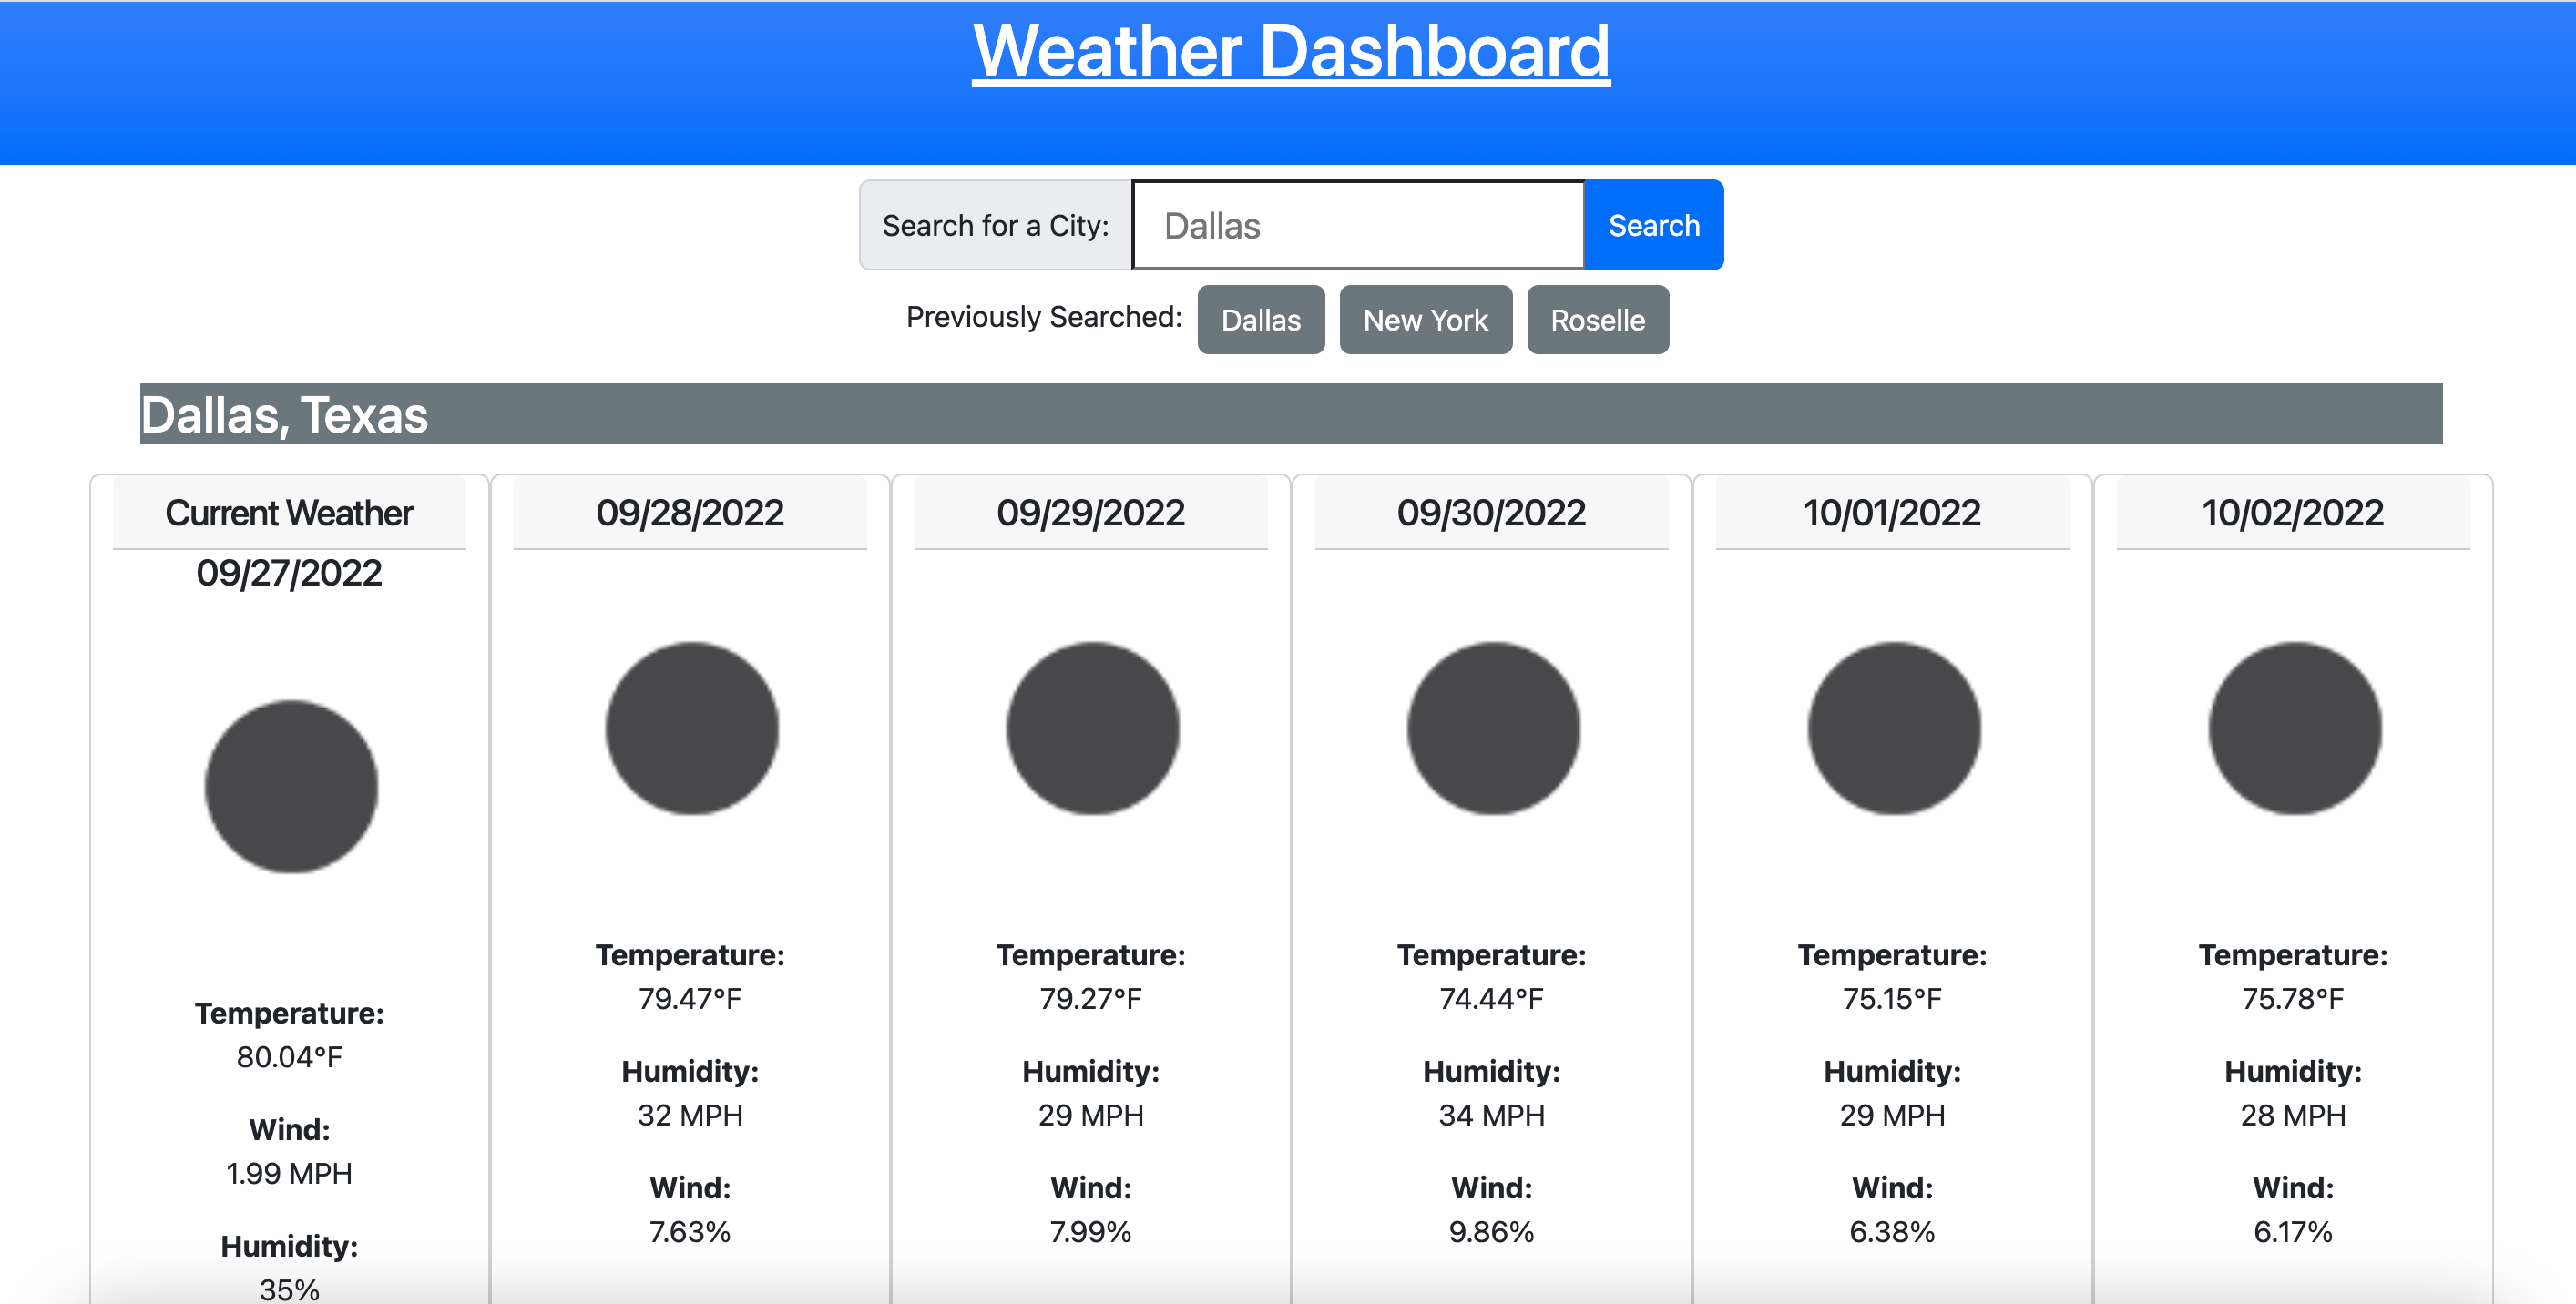 Weather Dashboard
Search for a City: Dallas Search
Previously Searched: Dallas New York Roselle
Dallas, Texas
Current Weather
09/27/2022
Temperature:
80.04°F
Wind:
1.99 MPH
Humidity:
35%
09/28/2022
Temperature:
79.47°F
Humidity:
32 MPH
Wind:
7.63%
09/29/2022
Temperature:
79.27°F
Humidity:
29 MPH
Wind:
7.99%
09/30/2022
Temperature:
74.44°F
Humidity:
34 MPH
Wind:
9.86%
10/01/2022
Temperature:
75.15°F
Humidity:
29 MPH
Wind:
6.38%
10/02/2022
Temperature:
75.78°F
Humidity:
28 MPH
Wind:
6.17%